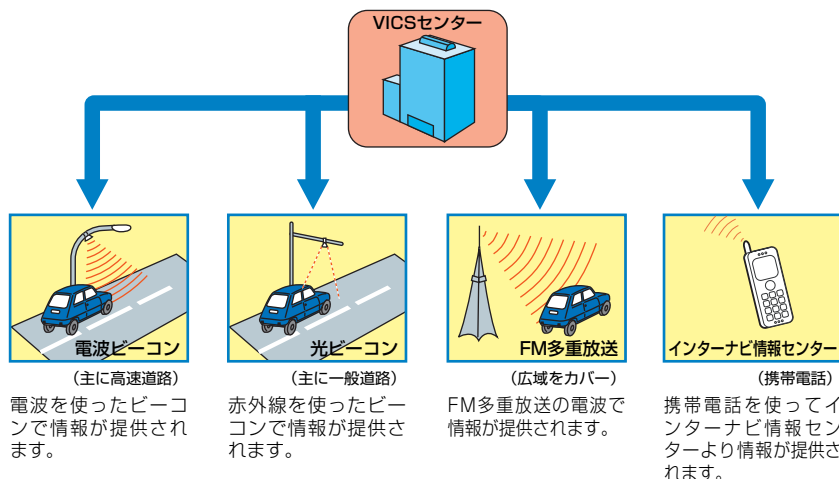 VICSセンター
電波ビーコン
(主に高速道路)
電波を使ったビーコ
ンで情報が提供され
ます。
光ビーコン
(主に一般道路)
赤外線を使ったビー
コンで情報が提供さ
れます。
FM多重放送
(広域をカバー)
FM多重放送の電波で
情報が提供されます。
インターナビ情報センター
(携帯電話)
携帯電話を使ってイ
ンターナビ情報セン
ターより情報が提供さ
れます。